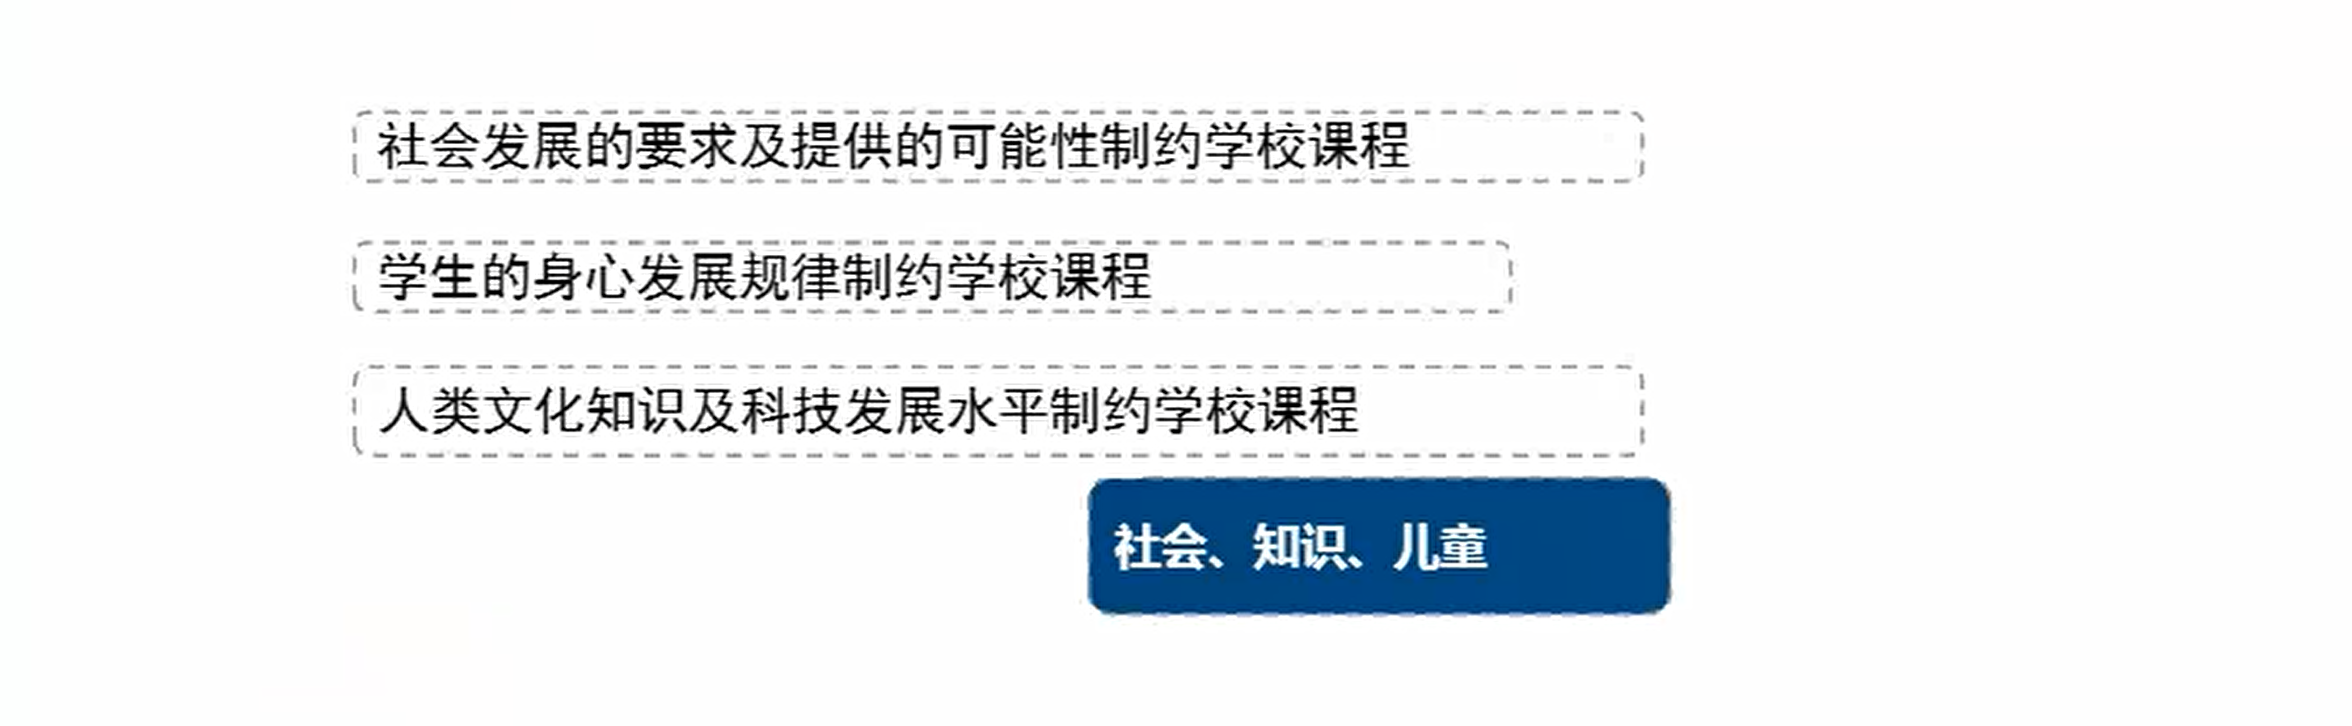 社会发展的要求及提供的可能性制约学校课程
学生的身心发展规律制约学校课程
人类文化知识及科技发展水平制约学校课程
社会、知识、儿童